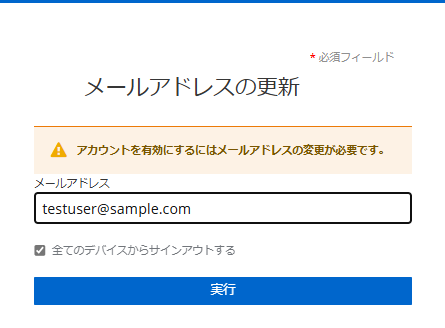 * 必須フィールド
メールアドレスの更新
アカウントを有効にするにはメールアドレスの変更が必要です。
メールアドレス
testuser@sample.com
全てのデバイスからサインアウトする
実行